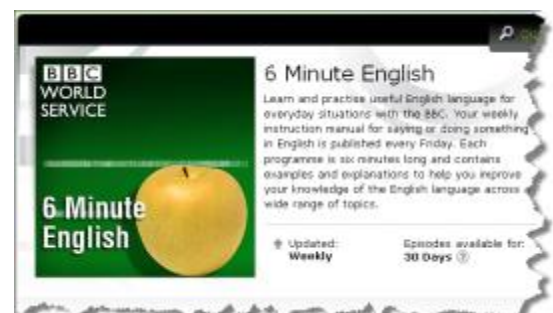 BBC
WORLD
SERVICE
6 Minute
English
6 Minute English
Learn and practise useful English language for
everyday situations with the BBC. Your weekly
instruction manual for saying or doing something
in English is published every Friday. Each
programme is six minutes long and contains
examples and explanations to help you improve
your knowledge of the English language across
wide range of topics.
Updated:
Weekly
Episodes available for:
30 Days ?